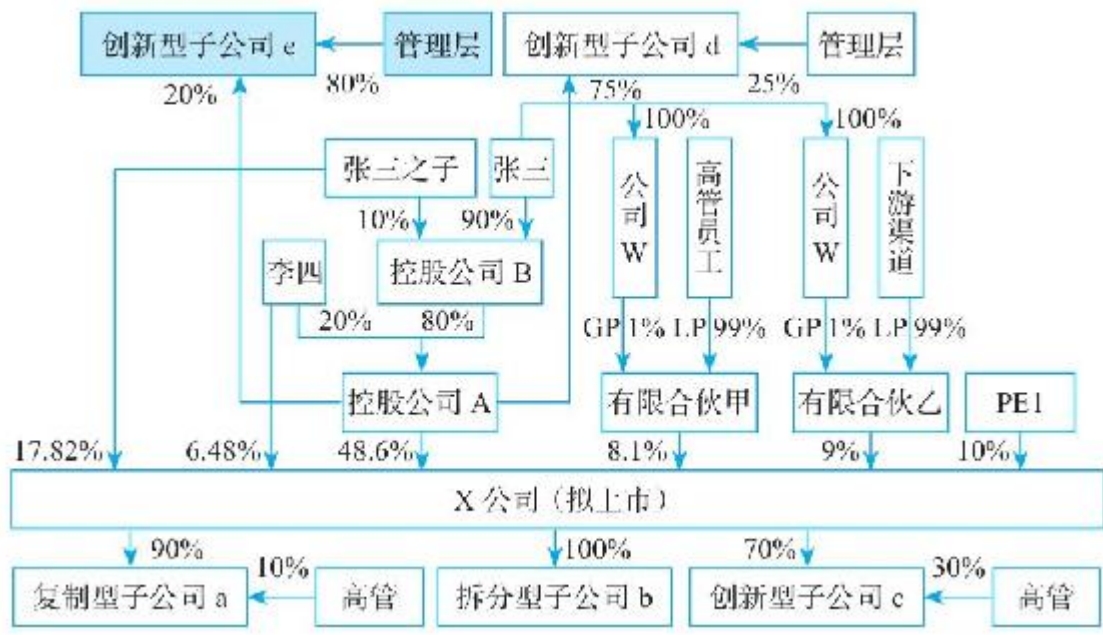 创新型子公司 e
管理层
创新型子公司 d
管理层
20%
80%
75%
25%
100%
100%
张三之子
张三
公司 W
高管员工
公司 W
下游渠道
10%
90%
李四
控股公司 B
20%
80%
GP 1%
LP 99%
GP 1%
LP 99%
控股公司 A
有限合伙甲
有限合伙乙
PE1
17.82%
6.48%
48.6%
8.1%
9%
10%
X 公司（拟上市）
90%
100%
70%
10%
30%
复制型子公司 a
高管
拆分型子公司 b
创新型子公司 c
高管